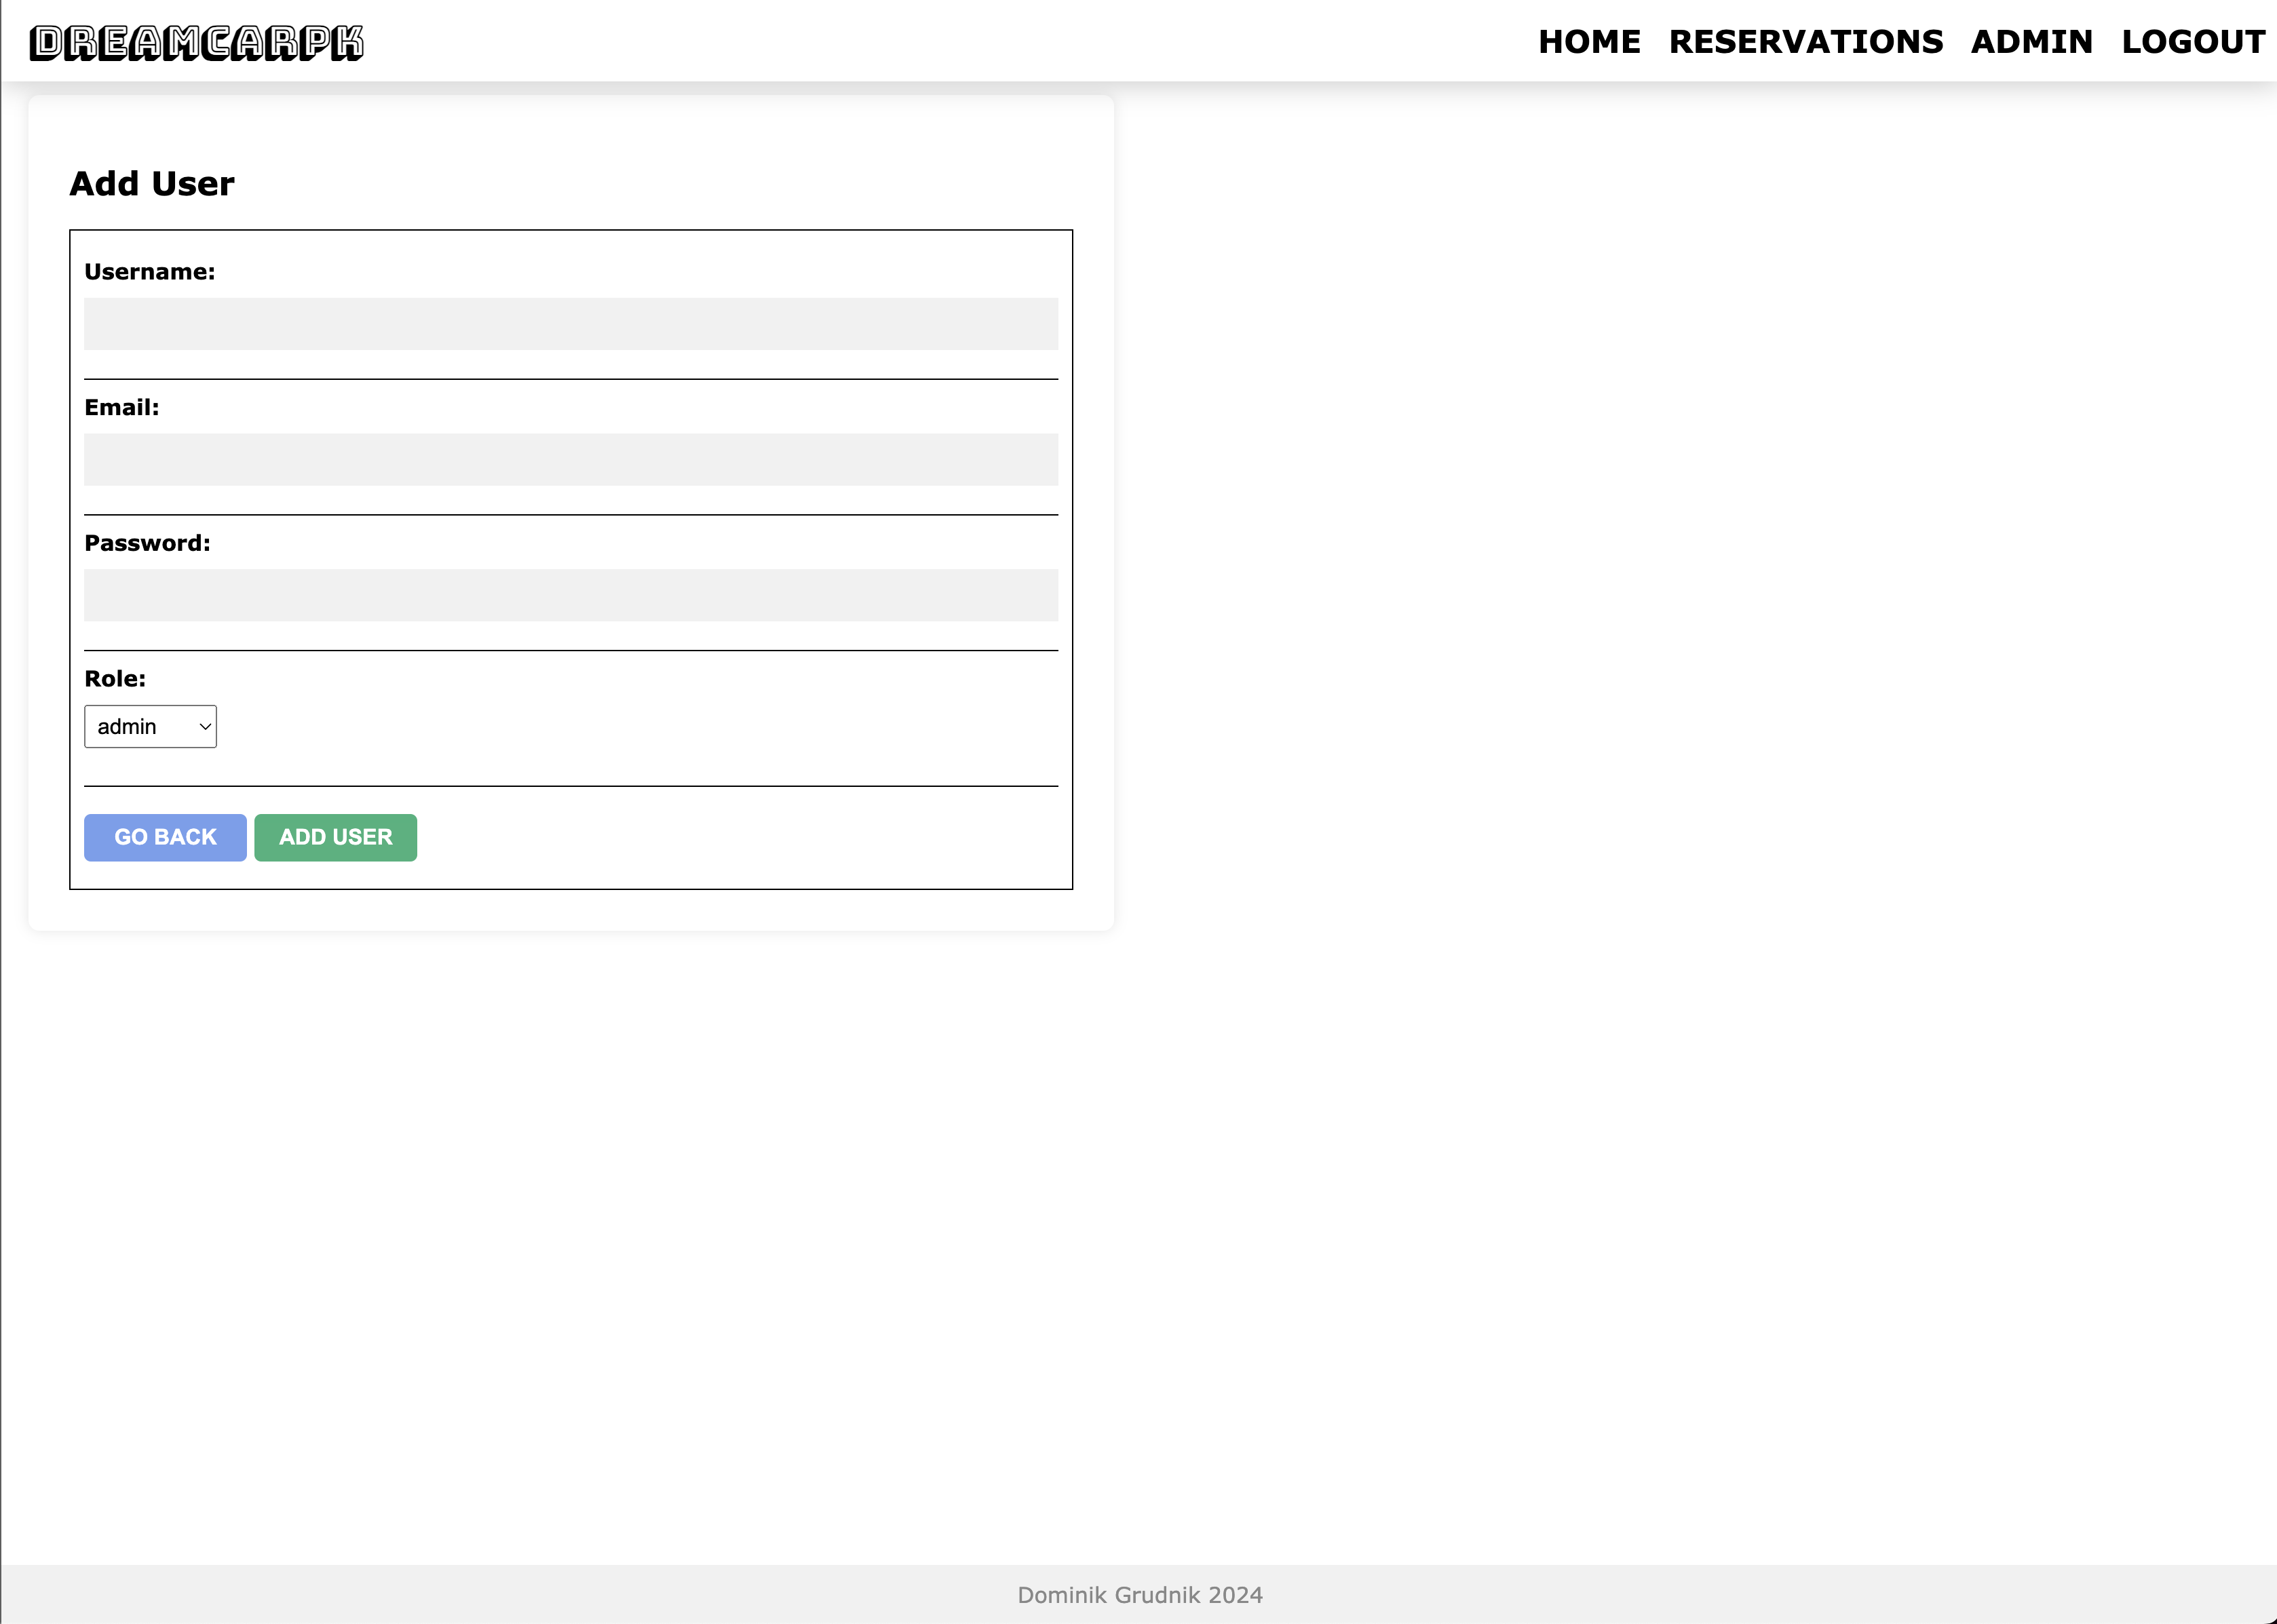 DREAMCARPK
HOME RESERVATIONS ADMIN LOGOUT
Add User
Username:
Email:
Password:
Role:
admin
GO BACK ADD USER
Dominik Grudnik 2024